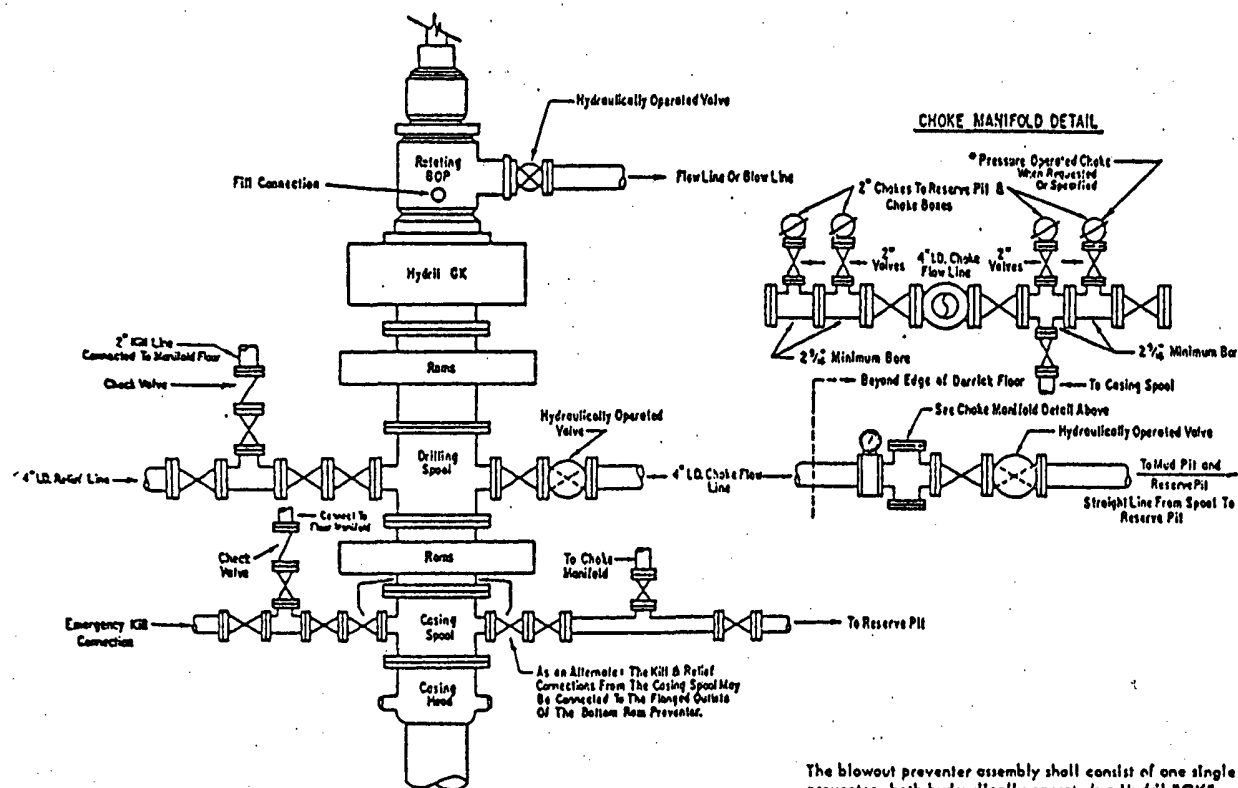 Hydraulically Operated Valve
CHOKE MANIFOLD DETAIL
Rotating
BOP
Fill Connection
Flow Line Or Blow Line
* Pressure Operated Choke
When Requested
Or Specified
2" Chokes To Reserve Pit &
Choke Boxes
2"
Valves
4" I.D. Choke
Flow Line
2"
Valves
Hydril GK
2 9/16" Minimum Bore
2 9/16" Minimum Bore
To Casing Spool
2" Kill Line
Connected To Manifold Floor
Check Valve
Rams
Beyond Edge of Derrick Floor
See Choke Manifold Detail Above
Hydraulically Operated
Valve
Hydraulically Operated Valve
Drilling
Spool
4" I.D. Relief Line
4" I.D. Choke Flow
Line
To Mud Pit and
Reserve Pit
Straight Line From Spool To
Reserve Pit
Connect To
Floor Manifold
Check
Valve
Rams
To Choke
Manifold
Emergency Kill
Connection
Casing
Spool
To Reserve Pit
As an Alternate: The Kill & Relief
Connections From The Casing Spool May
Be Connected To The Flanged Outlets
Of The Bottom Ram Preventer.
Casing
Head
The blowout preventer assembly shall consist of one single